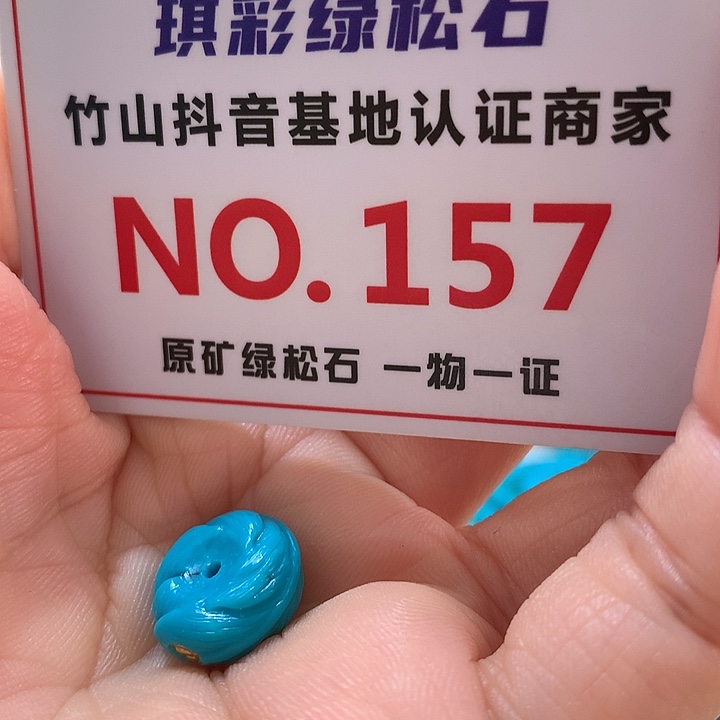 琪彩绿松石
竹山抖音基地认证商家
NO.157
原矿绿松石 一物一证